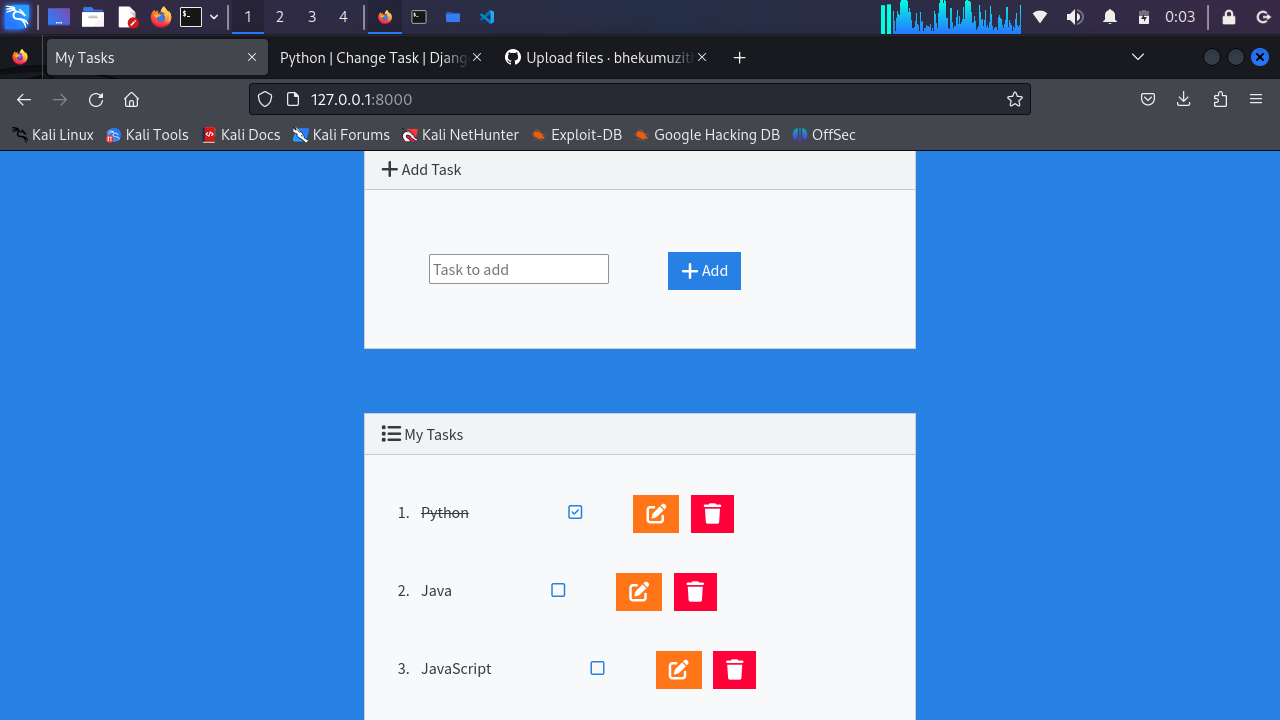 1 2 3 4 0:03
My Tasks Python | Change Task | Djang Upload files · bhekumuzit
127.0.0.1:8000
Kali Linux Kali Tools Kali Docs Kali Forums Kali NetHunter Exploit-DB Google Hacking DB OffSec
Add Task
Task to add Add
My Tasks
1. Python
2. Java
3. JavaScript